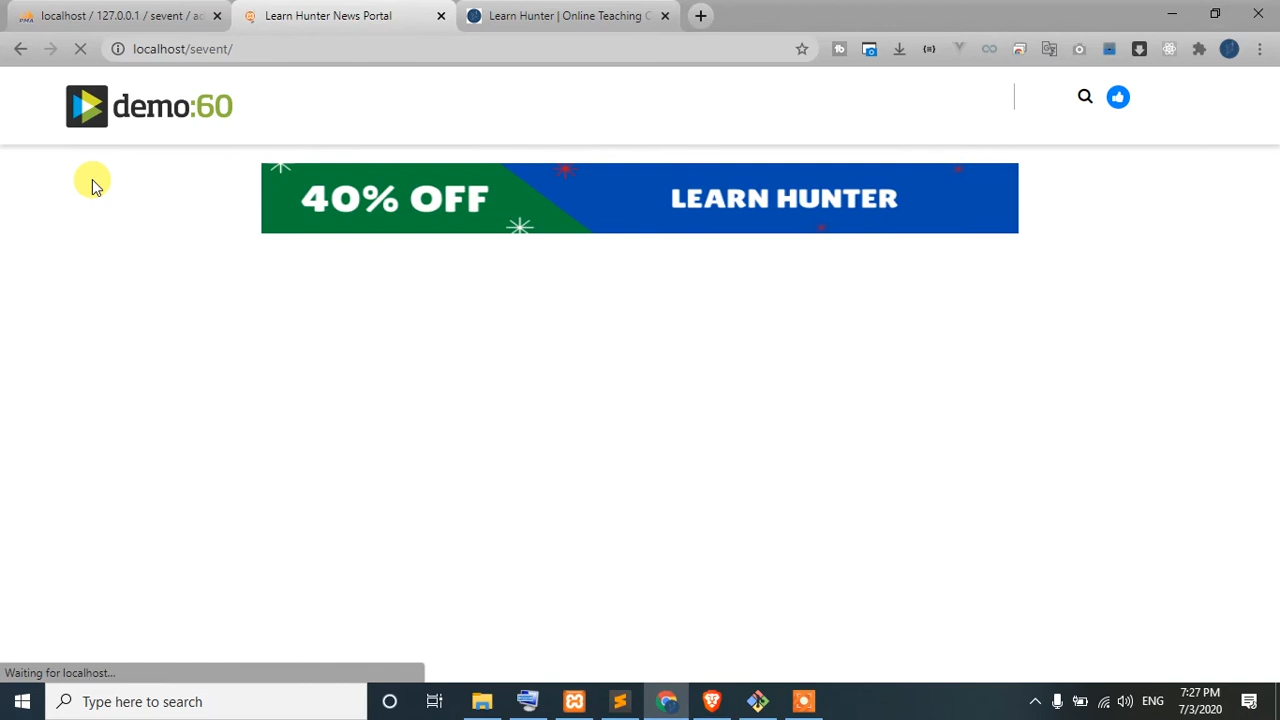 localhost / 127.0.0.1 / sevent / ad
Learn Hunter News Portal
Learn Hunter | Online Teaching C
localhost/sevent/
demo:60
40% OFF
LEARN HUNTER
Waiting for localhost...
Type here to search
ENG
7:27 PM
7/3/2020